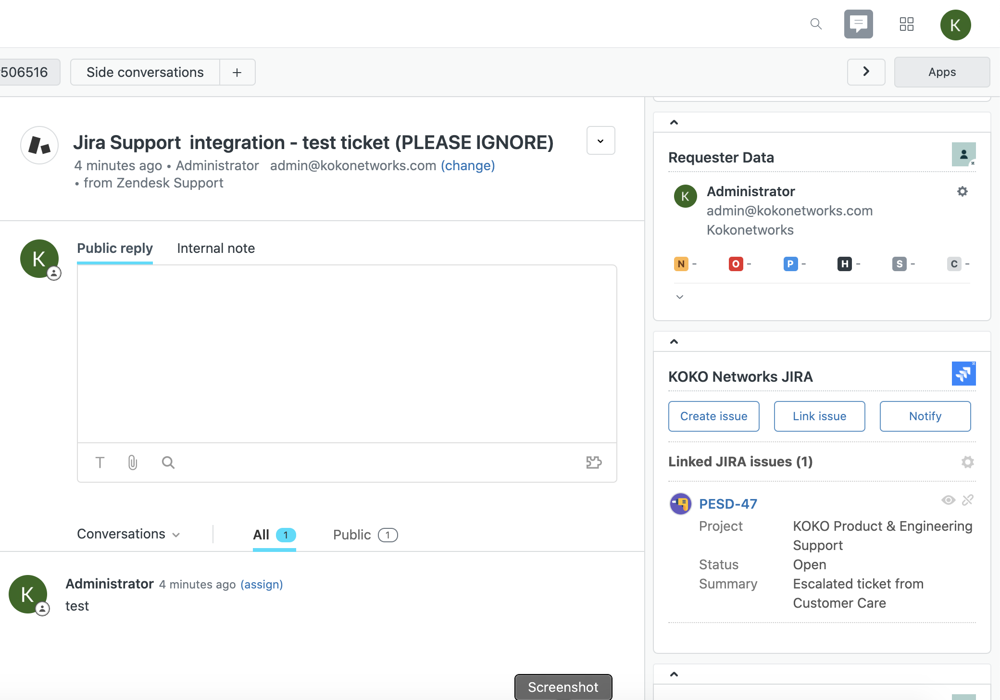 K
506516
Side conversations
+
Apps
Jira Support  integration - test ticket (PLEASE IGNORE)
4 minutes ago • Administrator admin@kokonetworks.com (change)
• from Zendesk Support
K
Public reply
Internal note
T
Conversations
All 1
Public 1
K
Administrator 4 minutes ago (assign)
test
Requester Data
K
Administrator
admin@kokonetworks.com
Kokonetworks
N - O - P - H - S - C -
KOKO Networks JIRA
Create issue
Link issue
Notify
Linked JIRA issues (1)
PESD-47
Project KOKO Product & Engineering
Support
Status Open
Summary Escalated ticket from
Customer Care
Screenshot